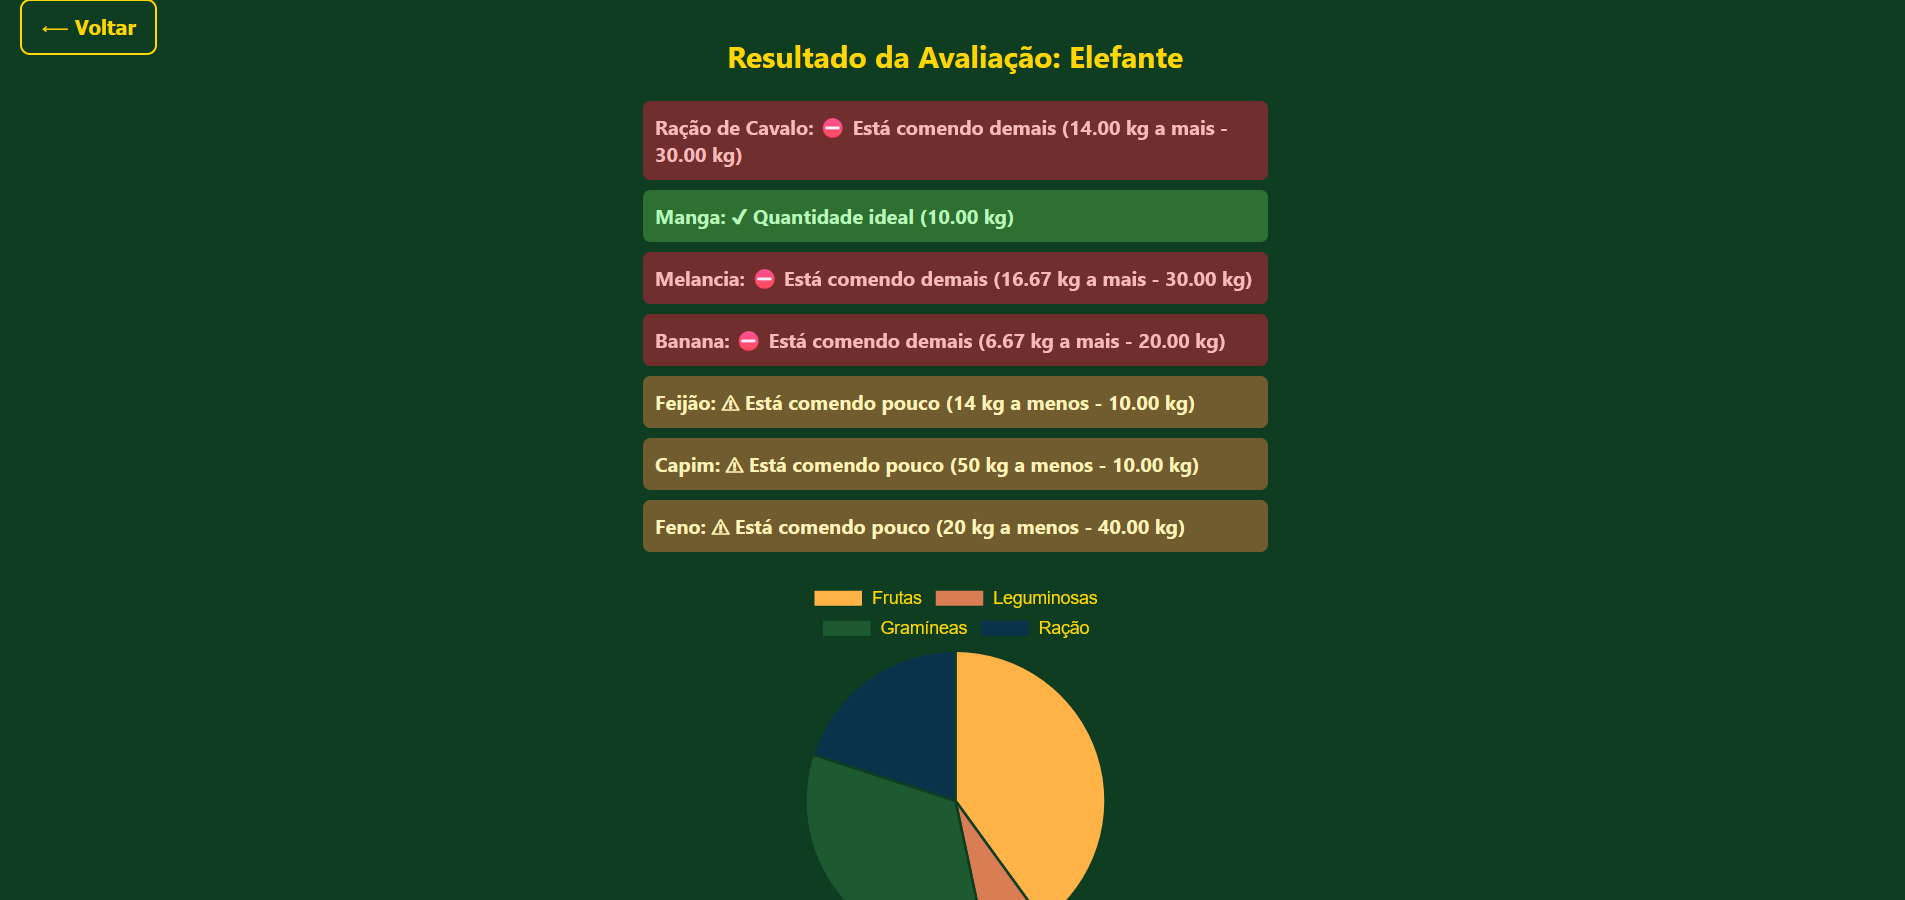 ⟵ Voltar
Resultado da Avaliação: Elefante
Ração de Cavalo: ⛔ Está comendo demais (14.00 kg a mais -
30.00 kg)
Manga: ✔ Quantidade ideal (10.00 kg)
Melancia: ⛔ Está comendo demais (16.67 kg a mais - 30.00 kg)
Banana: ⛔ Está comendo demais (6.67 kg a mais - 20.00 kg)
Feijão: ⚠ Está comendo pouco (14 kg a menos - 10.00 kg)
Capim: ⚠ Está comendo pouco (50 kg a menos - 10.00 kg)
Feno: ⚠ Está comendo pouco (20 kg a menos - 40.00 kg)
Frutas Leguminosas
Gramíneas Ração